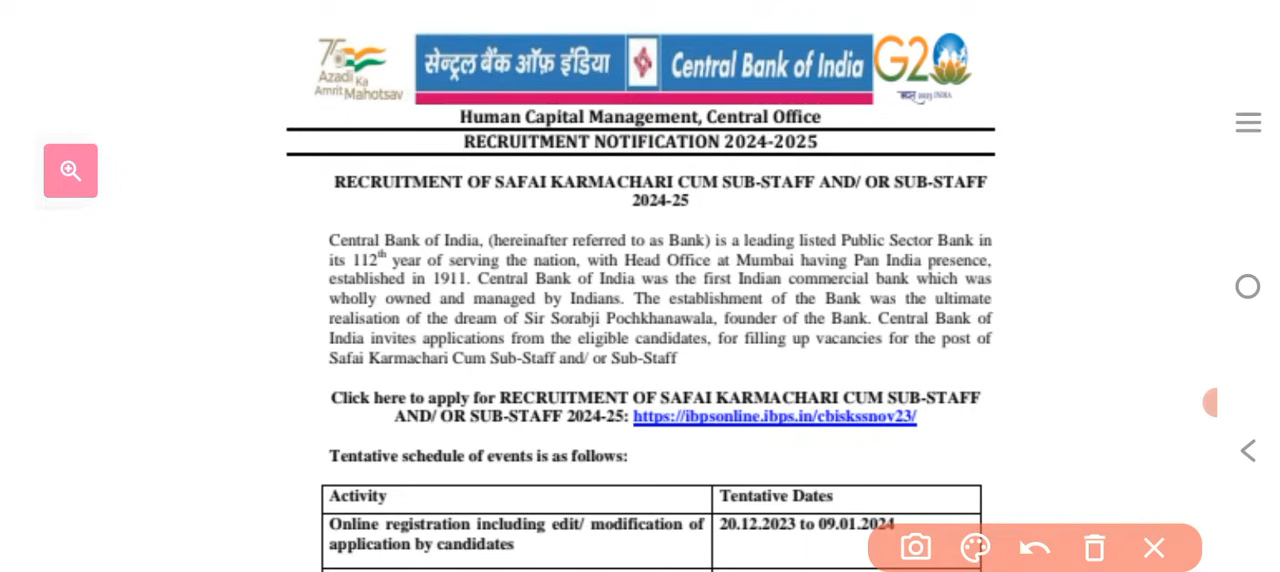 Azadi Ka
Amrit Mahotsav
सेन्ट्रल बैंक ऑफ़ इंडिया Central Bank of India
G20
2023 INDIA
Human Capital Management, Central Office
RECRUITMENT NOTIFICATION 2024-2025
RECRUITMENT OF SAFAI KARMACHARI CUM SUB-STAFF AND/ OR SUB-STAFF
2024-25
Central Bank of India, (hereinafter referred to as Bank) is a leading listed Public Sector Bank in
its 112th year of serving the nation, with Head Office at Mumbai having Pan India presence,
established in 1911. Central Bank of India was the first Indian commercial bank which was
wholly owned and managed by Indians. The establishment of the Bank was the ultimate
realisation of the dream of Sir Sorabji Pochkhanawala, founder of the Bank. Central Bank of
India invites applications from the eligible candidates, for filling up vacancies for the post of
Safai Karmachari Cum Sub-Staff and/ or Sub-Staff
Click here to apply for RECRUITMENT OF SAFAI KARMACHARI CUM SUB-STAFF
AND/ OR SUB-STAFF 2024-25: https://ibpsonline.ibps.in/cbiskssnov23/
Tentative schedule of events is as follows:
Activity Tentative Dates
Online registration including edit/ modification of 20.12.2023 to 09.01.2024
application by candidates